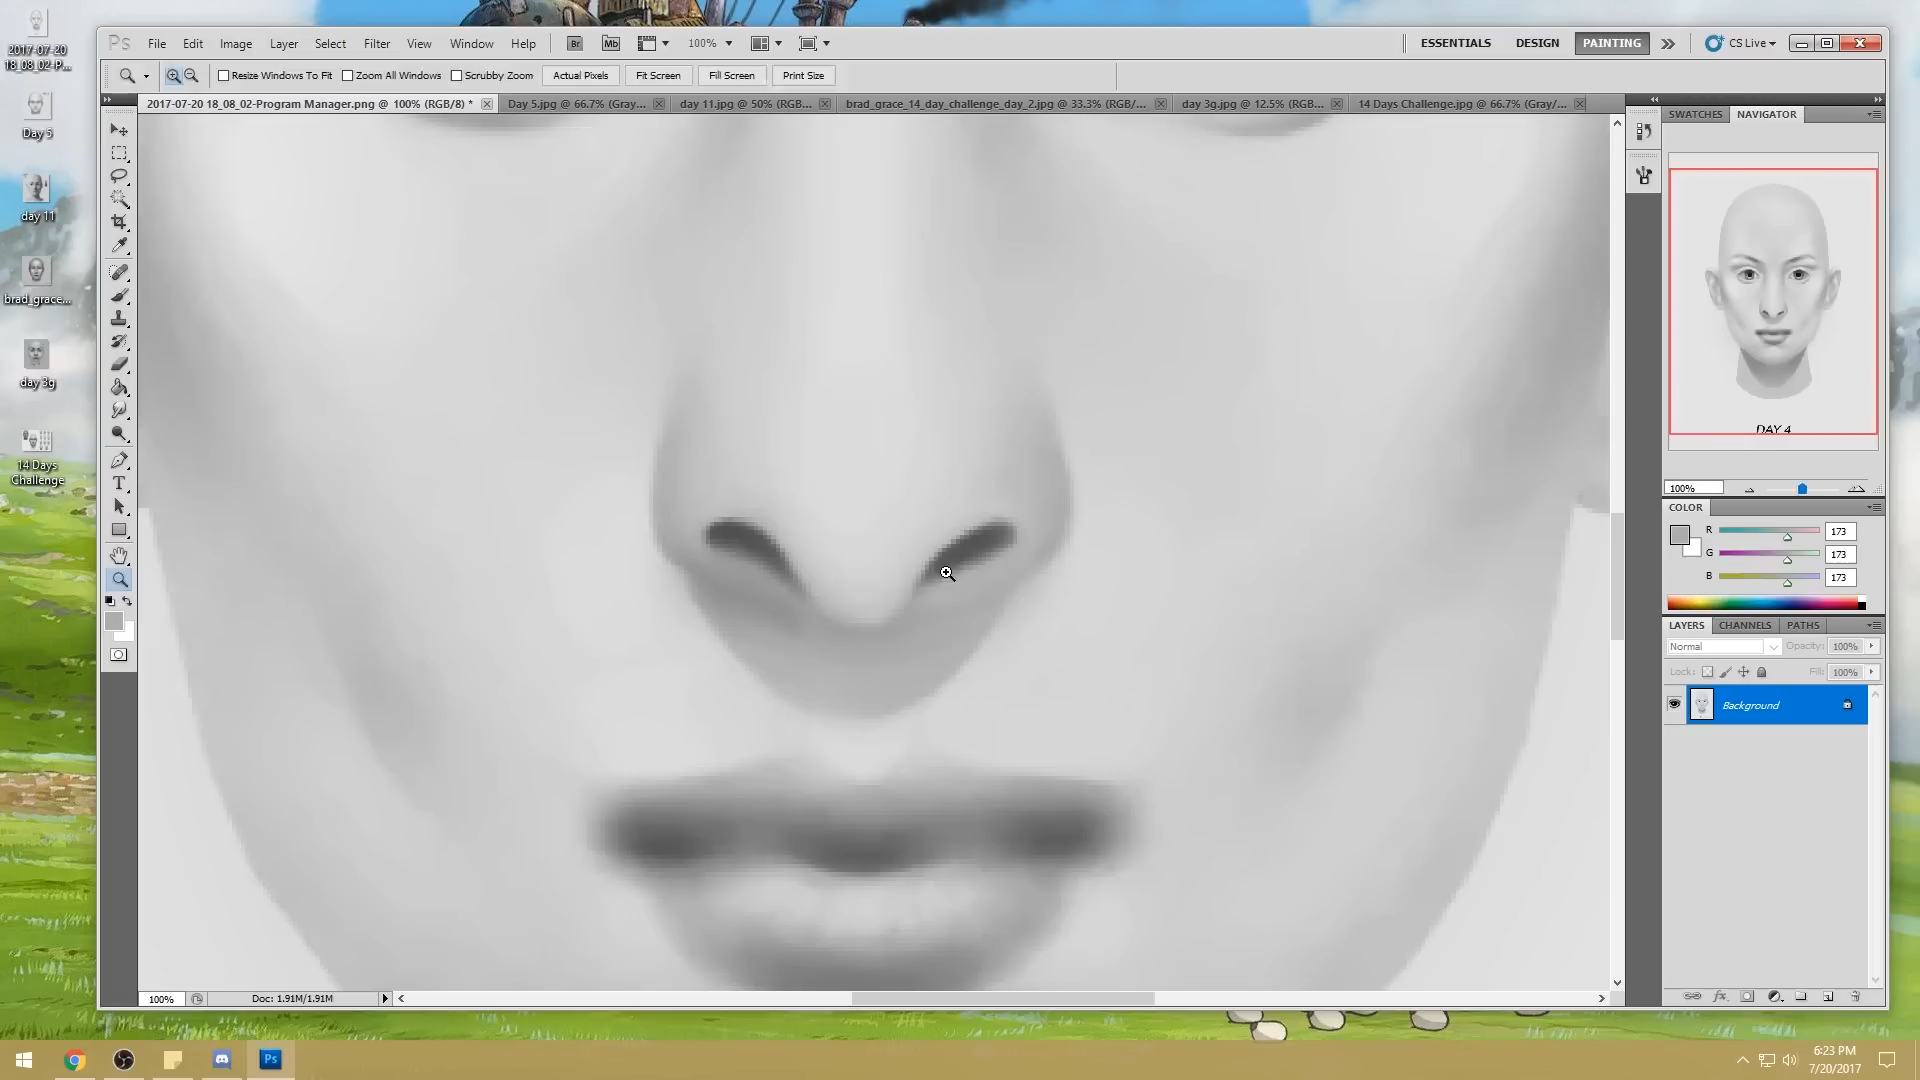 2017-07-20
18_08_02-P...
Day 5
day 11
brad_grace...
day 3g
14 Days
Challenge
Ps
File
Edit
Image
Layer
Select
Filter
View
Window
Help
Br
Mb
100%
ESSENTIALS
DESIGN
PAINTING
CS Live
Resize Windows To Fit
Zoom All Windows
Scrubby Zoom
Actual Pixels
Fit Screen
Fill Screen
Print Size
2017-07-20 18_08_02-Program Manager.png @ 100% (RGB/8) *
Day 5.jpg @ 66.7% (Gray...
day 11.jpg @ 50% (RGB...
brad_grace_14_day_challenge_day_2.jpg @ 33.3% (RGB/...
day 3g.jpg @ 12.5% (RGB...
14 Days Challenge.jpg @ 66.7% (Gray/...
SWATCHES
NAVIGATOR
DAY 4
100%
COLOR
R
173
G
173
B
173
LAYERS
CHANNELS
PATHS
Normal
Opacity:
100%
Lock:
Fill:
100%
Background
fx
T
100%
Doc: 1.91M/1.91M
Ps
6:23 PM
7/20/2017